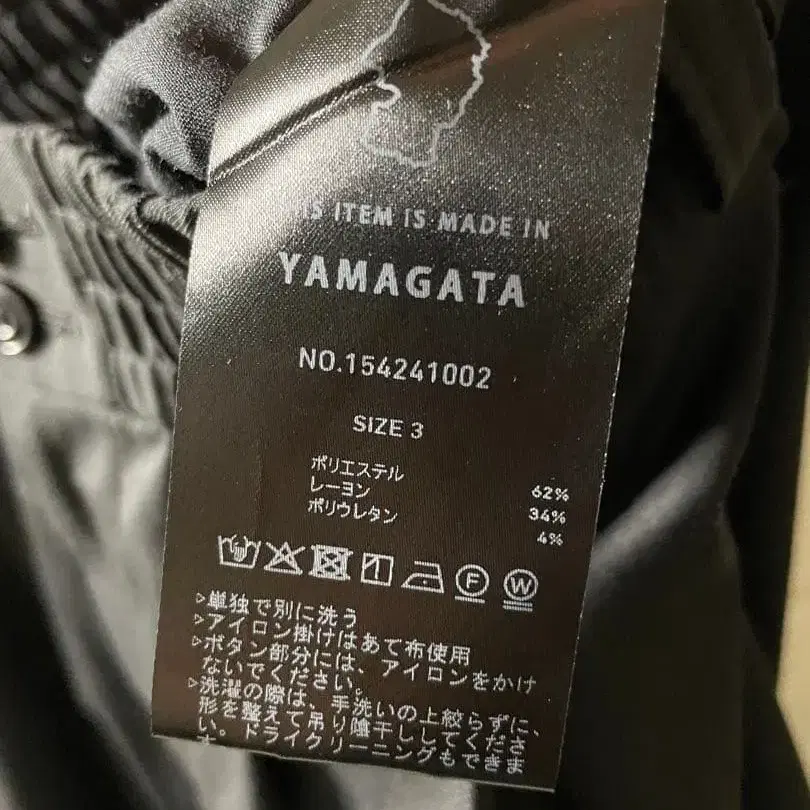 IS ITEM IS MADE IN
YAMAGATA
NO.154241002
SIZE 3
ポリエステル 62%
レーヨン 34%
ポリウレタン 4%
F W
▷単独で別に洗う
▷アイロン掛けはあて布使用
▷ボタン部分には、アイロンをかけ
ないでください。
▷洗濯の際は、手洗いの上絞らずに、
形を整えて吊り陰干ししてくださ
い。ドライクリーニングもできま
す